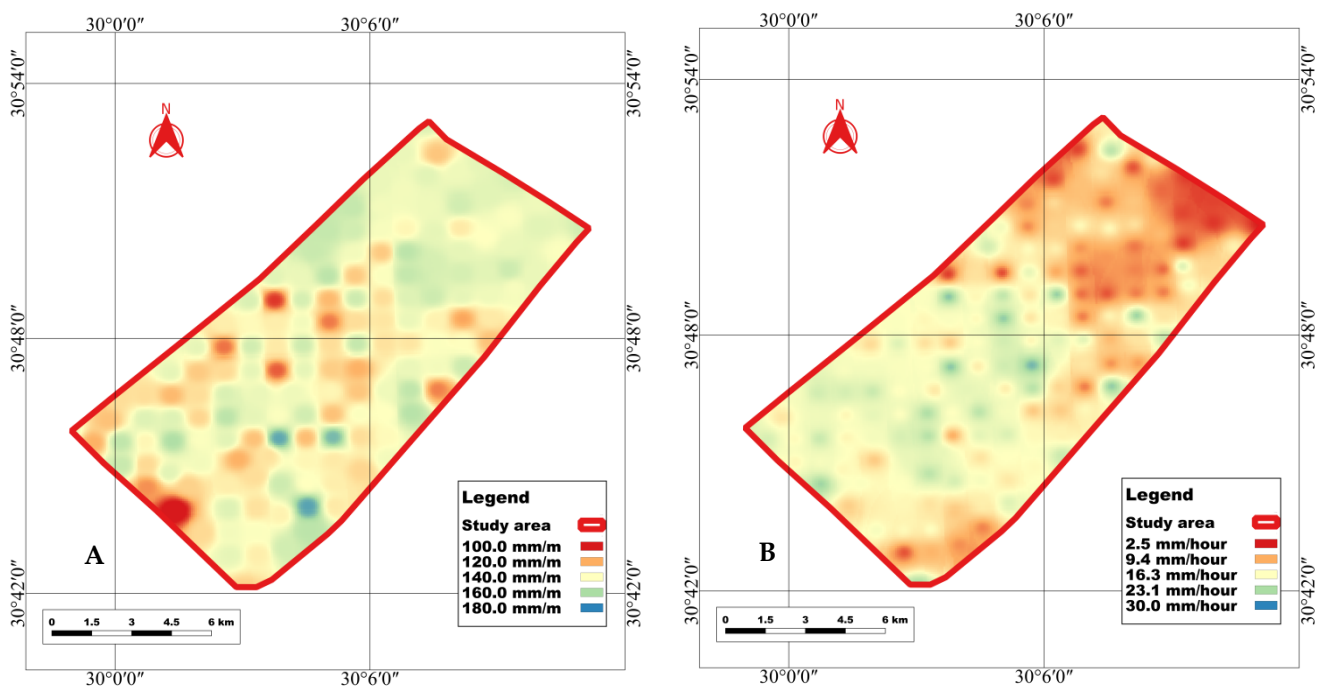 30°0'0" 30°6'0"
30°54'0"
30°54'0"
N
30°48'0"
30°48'0"
A
Legend
Study area
100.0 mm/m
120.0 mm/m
140.0 mm/m
160.0 mm/m
180.0 mm/m
30°42'0"
30°42'0"
0 1.5 3 4.5 6 km
30°0'0" 30°6'0"
30°0'0" 30°6'0"
30°54'0"
30°54'0"
N
30°48'0"
30°48'0"
B
Legend
Study area
2.5 mm/hour
9.4 mm/hour
16.3 mm/hour
23.1 mm/hour
30.0 mm/hour
30°42'0"
30°42'0"
0 1.5 3 4.5 6 km
30°0'0" 30°6'0"